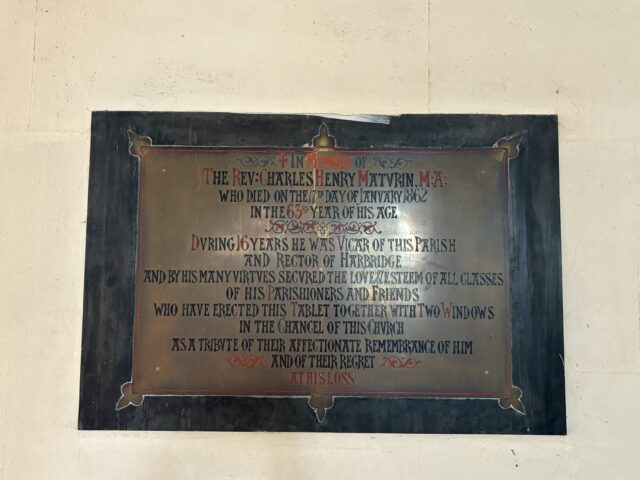 ✝ IN MEMORY OF
THE REV: CHARLES HENRY MATVRIN, M·A:
WHO DIED ON THE 17TH DAY OF JANVARY 1862
IN THE 63RD YEAR OF HIS AGE
DVRING 16 YEARS HE WAS VICAR OF THIS PARISH
AND RECTOR OF HARBRIDGE
AND BY HIS MANY VIRTVES SECVRED THE LOVE & ESTEEM OF ALL CLASSES
OF HIS PARISHIONERS AND FRIENDS
WHO HAVE ERECTED THIS TABLET TOGETHER WITH TWO WINDOWS
IN THE CHANCEL OF THIS CHVRCH
AS A TRIBVTE OF THEIR AFFECTIONATE REMEMBRANCE OF HIM
AND OF THEIR REGRET
AT HIS LOSS